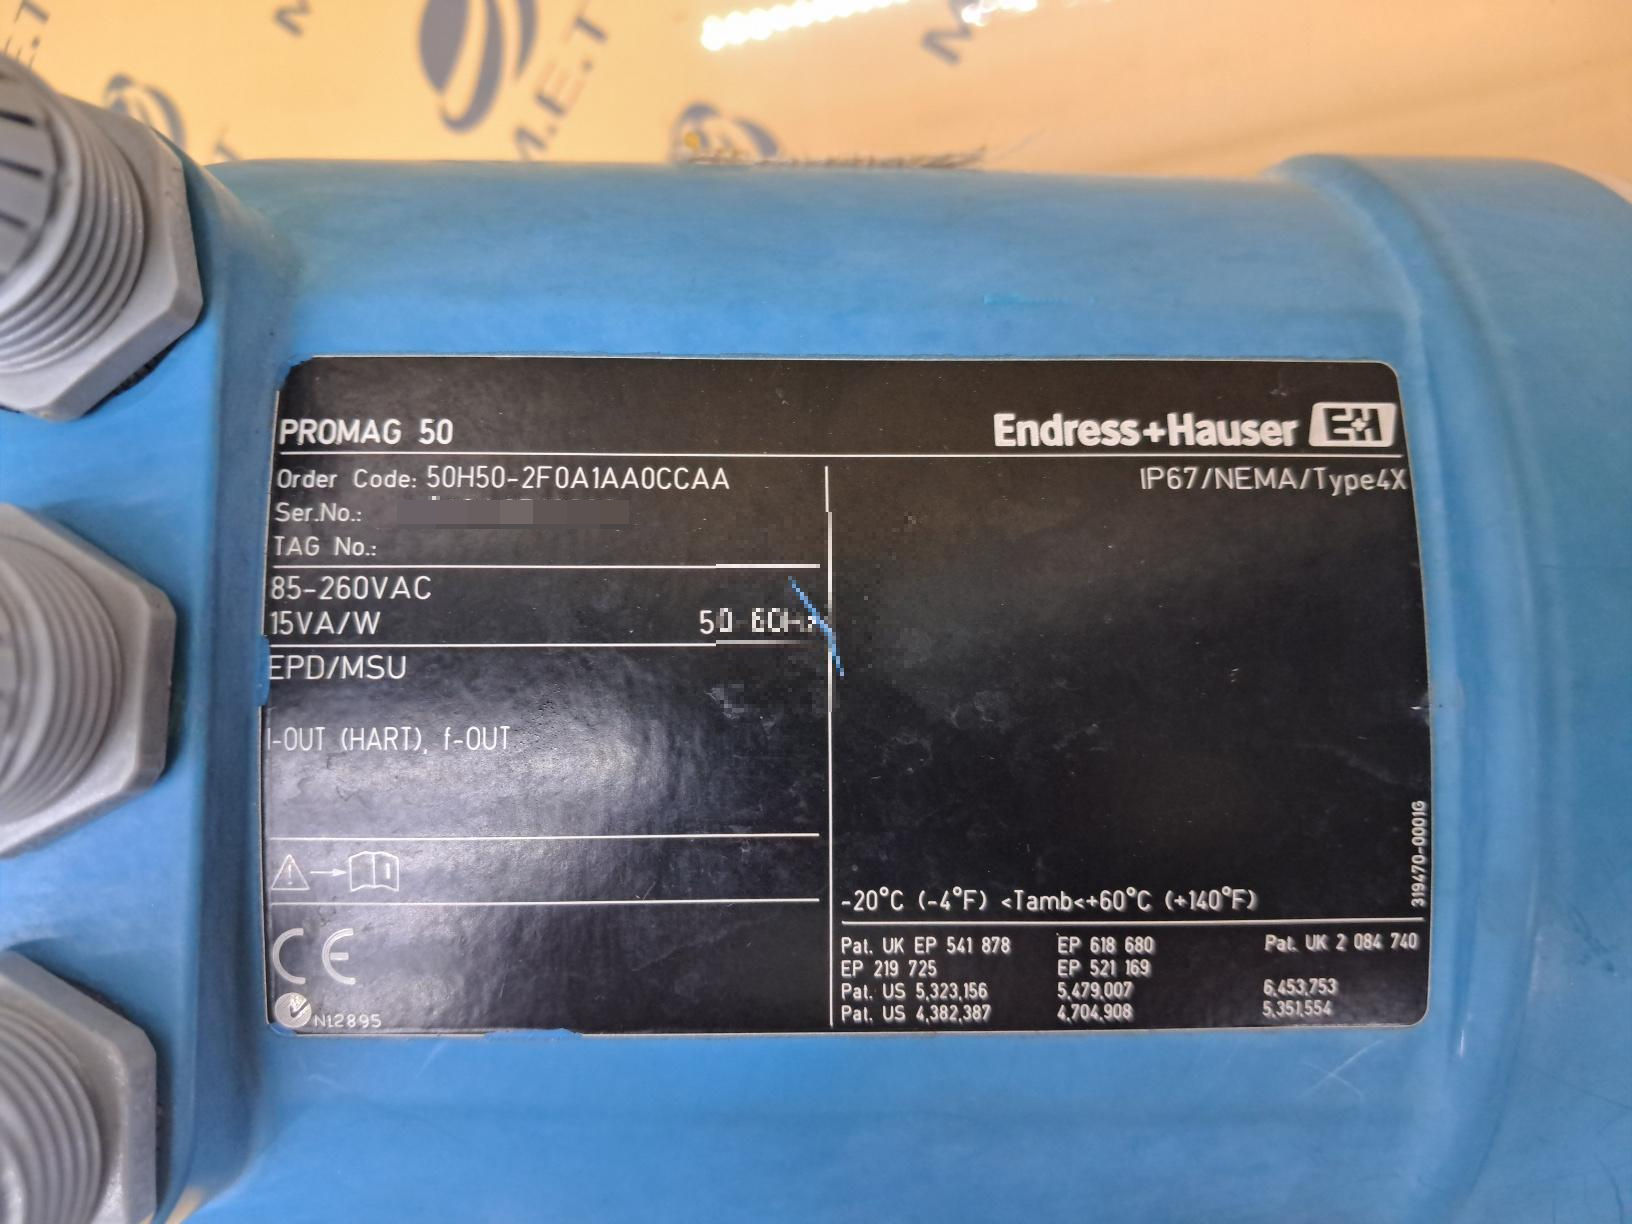 M.E.T
PROMAG 50
Endress+Hauser E+H
Order Code: 50H50-2F0A1AA0CCAA
IP67/NEMA/Type4X
Ser.No.:
TAG No.:
85-260VAC
15VA/W
50-60Hz
EPD/MSU
I-OUT (HART), f-OUT
319470-0001G
-20°C (-4°F) <Tamb<+60°C (+140°F)
Pat. UK EP 541 878 EP 618 680 Pat. UK 2 084 740
EP 219 725 EP 521 169
Pat. US 5,323,156 5,479,007 6,453,753
Pat. US 4,382,387 4,704,908 5,351,554
CE
N12895